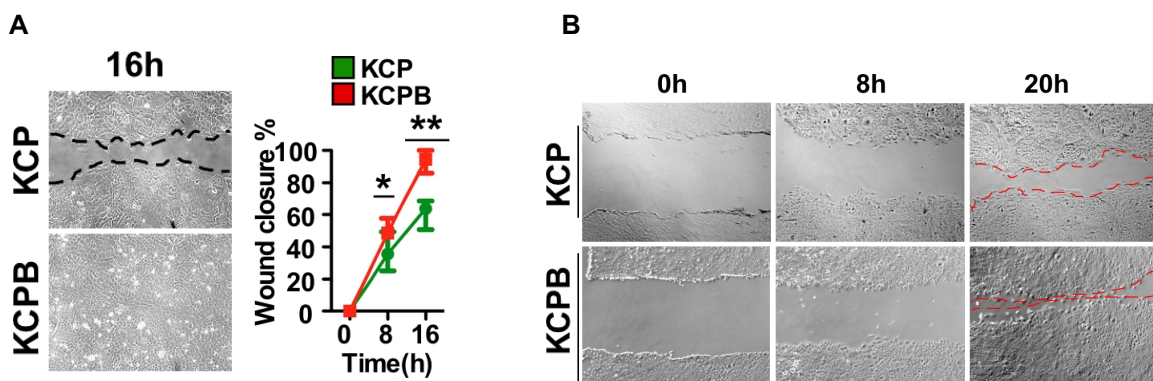 A
16h
KCP
KCPB
KCP
KCPB
**
*
Wound closure %
100
80
60
40
20
0
0 8 16
Time(h)
B
0h 8h 20h
KCP
KCPB